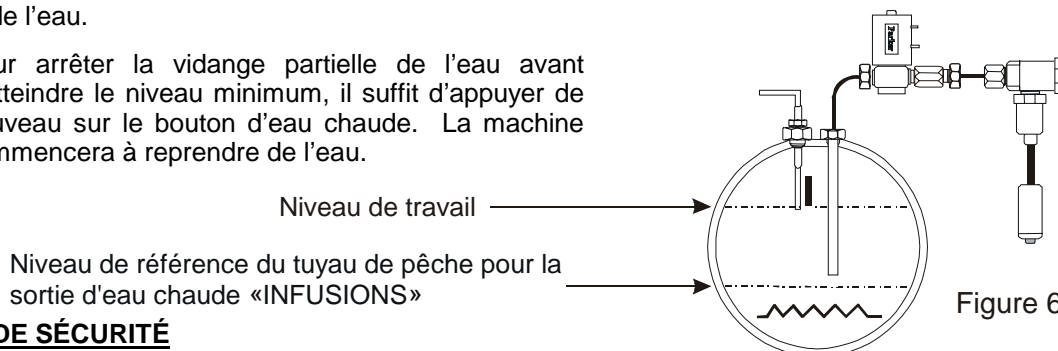 de l'eau.
ur arrêter la vidange partielle de l'eau avant
tteindre le niveau minimum, il suffit d'appuyer de
uveau sur le bouton d'eau chaude. La machine
mmencera à reprendre de l'eau.
Niveau de travail
Niveau de référence du tuyau de pêche pour la
sortie d'eau chaude «INFUSIONS»
Parker
Figure 6
DE SÉCURITÉ